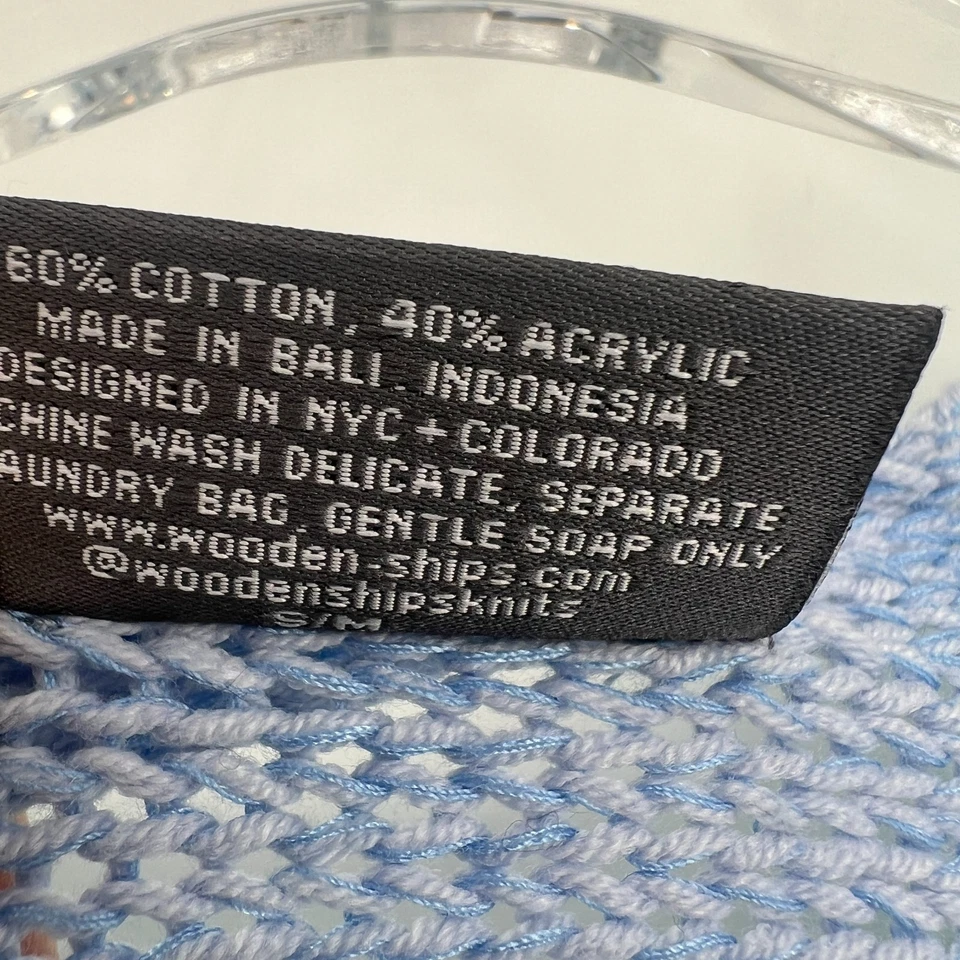 60% COTTON, 40% ACRYLIC
MADE IN BALI, INDONESIA
DESIGNED IN NYC + COLORADO
CHINE WASH DELICATE, SEPARATE
AUNDRY BAG, GENTLE SOAP ONLY
www.wooden-ships.com
@woodenshipsknits
S/M